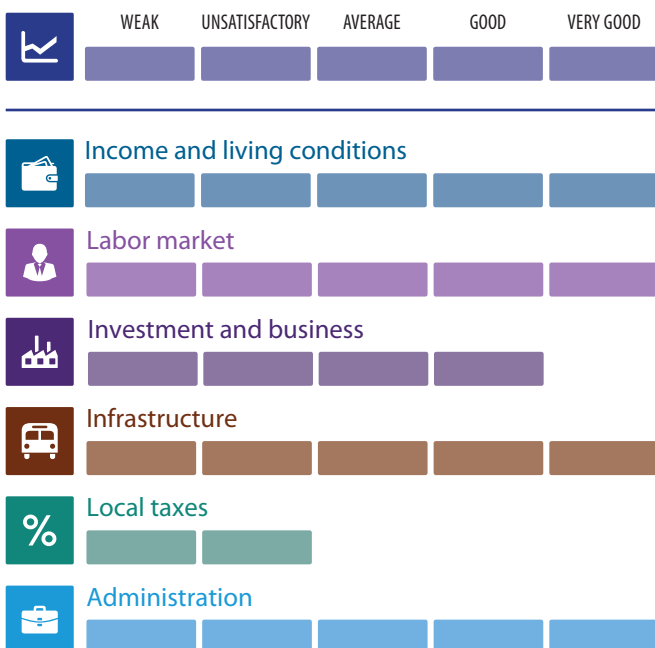 WEAK UNSATISFACTORY AVERAGE GOOD VERY GOOD
Income and living conditions
Labor market
Investment and business
Infrastructure
Local taxes
%
Administration